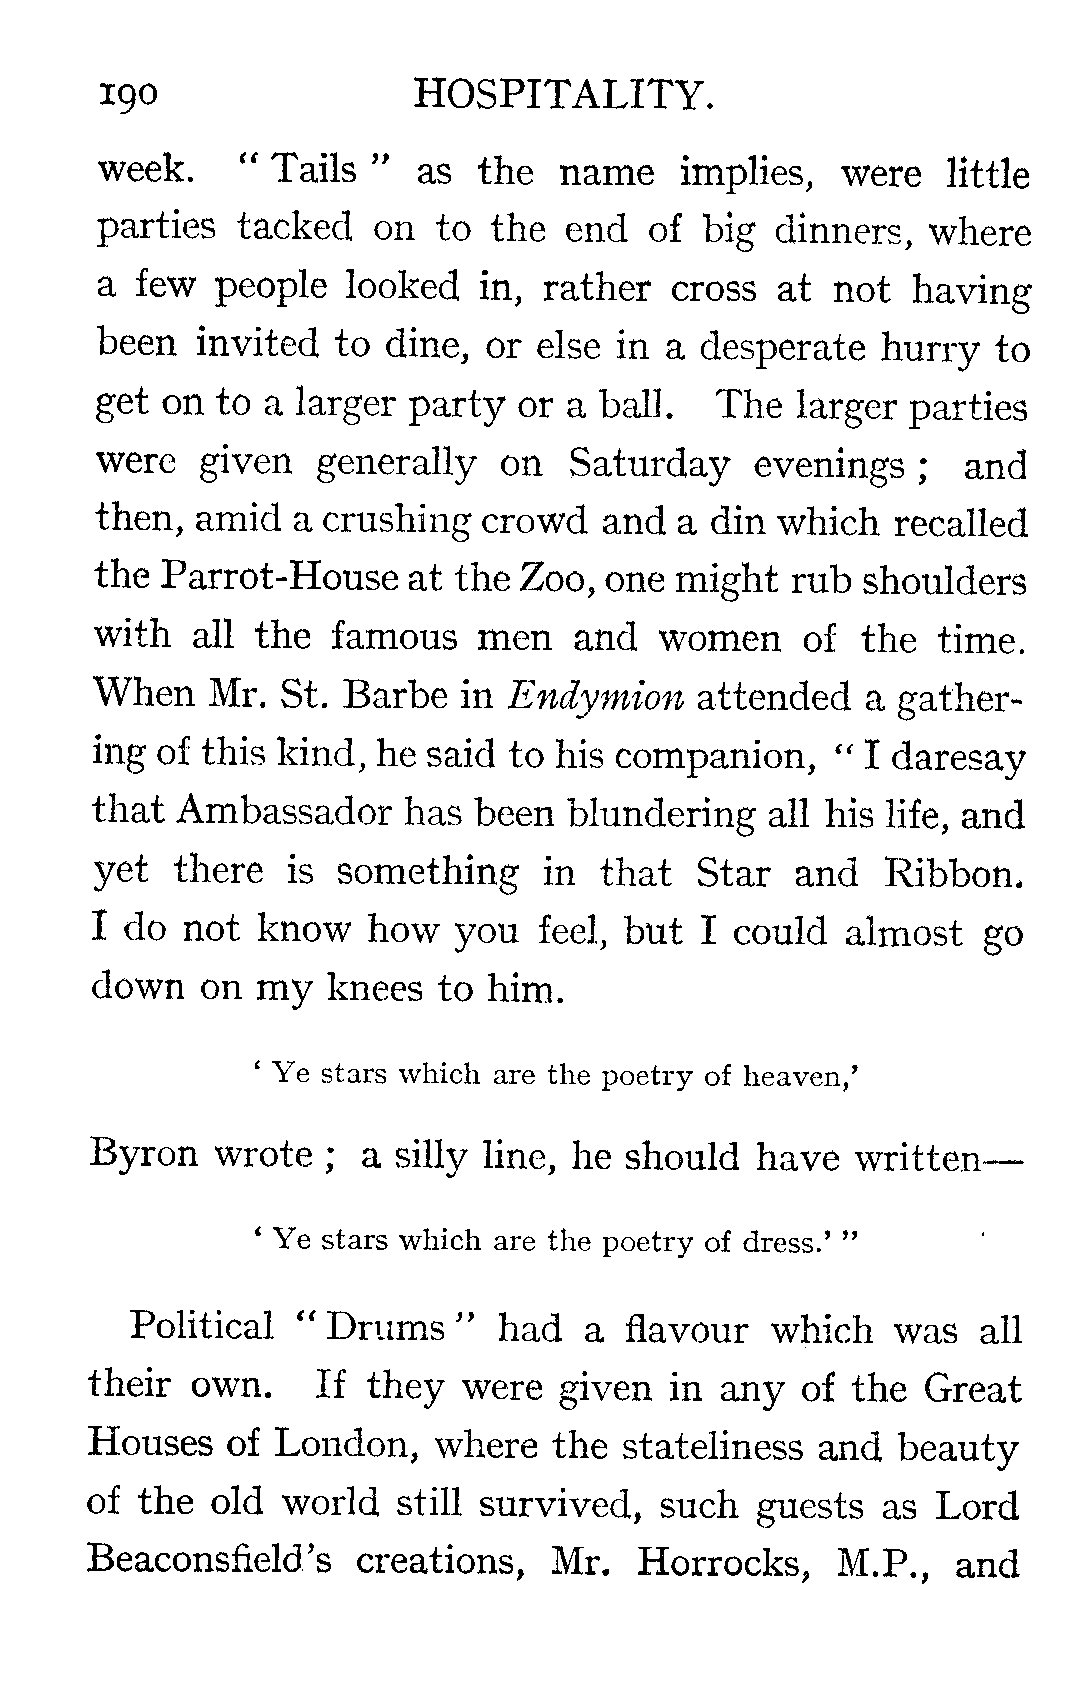 190 HOSPITALITY.
week. " Tails " as the name implies, were little
parties tacked on to the end of big dinners, where
a few people looked in, rather cross at not having
been invited to dine, or else in a desperate hurry to
get on to a larger party or a ball. The larger parties
were given generally on Saturday evenings ; and
then, amid a crushing crowd and a din which recalled
the Parrot-House at the Zoo, one might rub shoulders
with all the famous men and women of the time.
When Mr. St. Barbe in Endymion attended a gather-
ing of this kind, he said to his companion, " I daresay
that Ambassador has been blundering all his life, and
yet there is something in that Star and Ribbon.
I do not know how you feel, but I could almost go
down on my knees to him.
' Ye stars which are the poetry of heaven,'
Byron wrote ; a silly line, he should have written—
' Ye stars which are the poetry of dress.' "
Political " Drums " had a flavour which was all
their own. If they were given in any of the Great
Houses of London, where the stateliness and beauty
of the old world still survived, such guests as Lord
Beaconsfield's creations, Mr. Horrocks, M.P., and